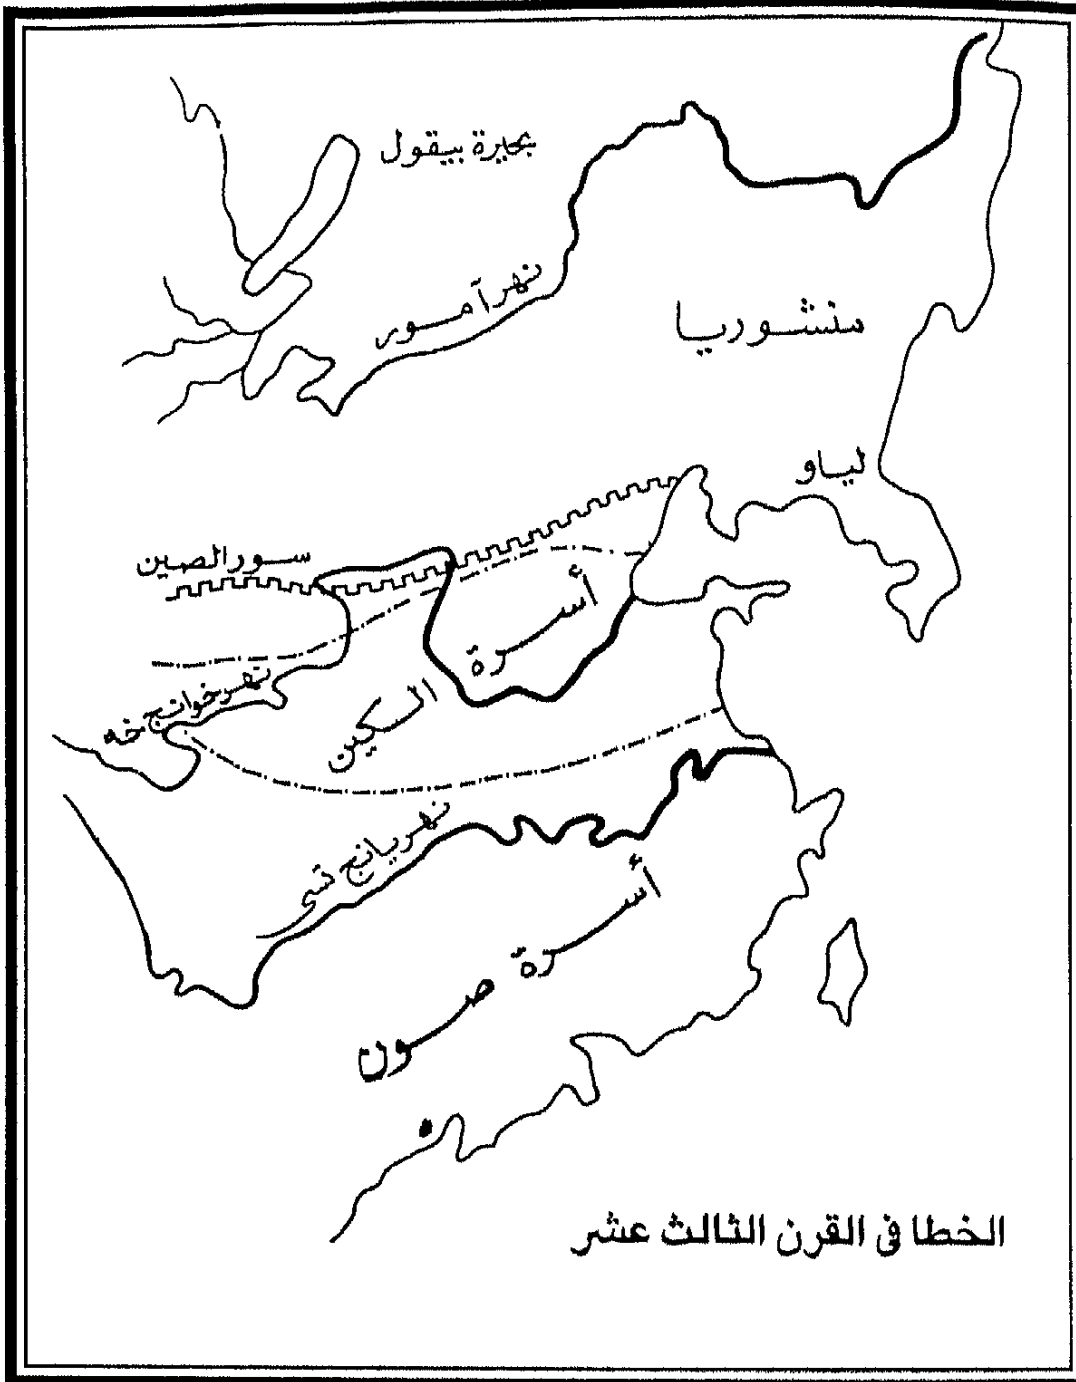 بحيرة بيقول
نهر آمور
منشوريا
لياو
سور الصين
أسرة الكين
نهر خوانج خه
نهر يانج تسى
أسرة صون
الخطا فى القرن الثالث عشر